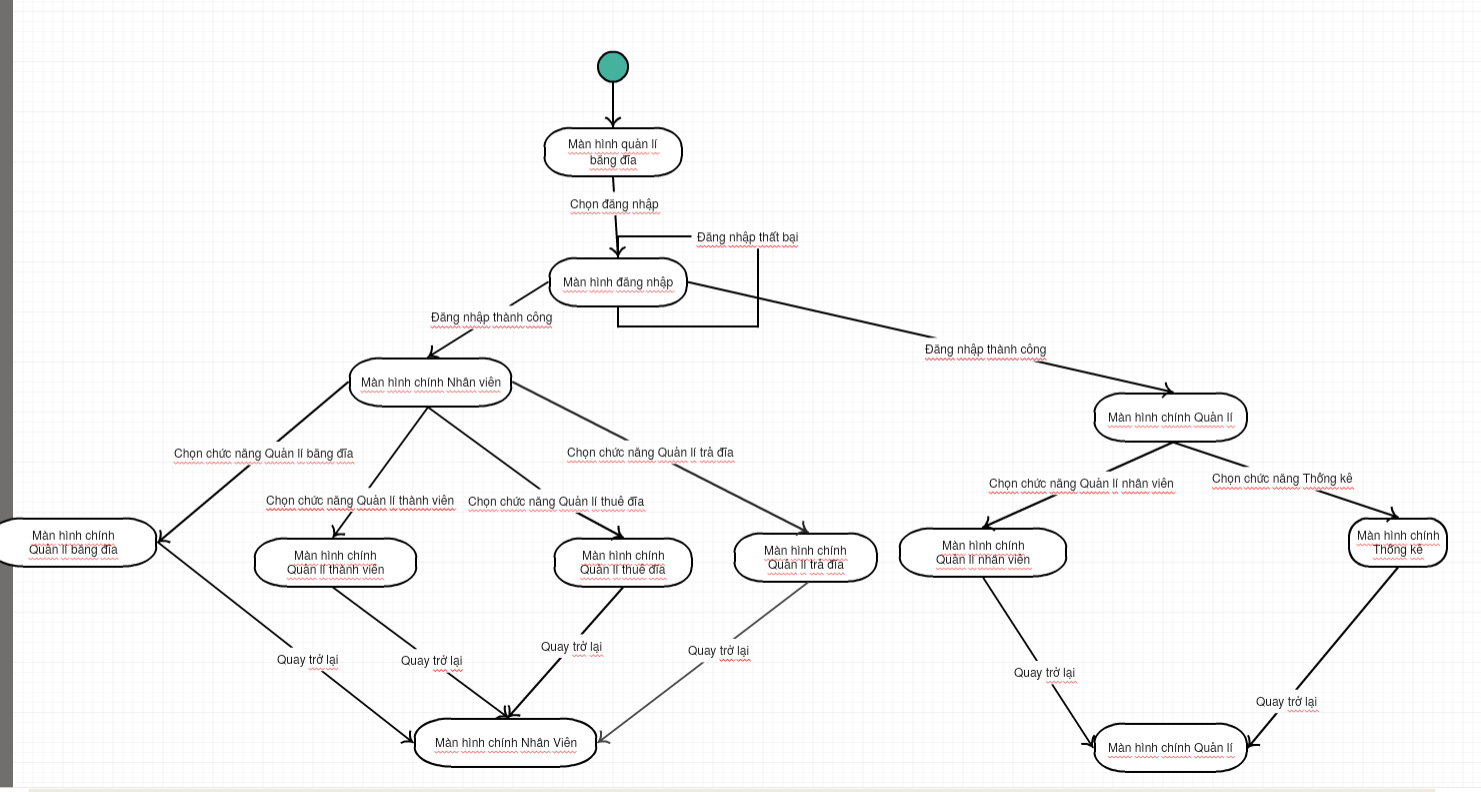 Màn hình quản lí
băng đĩa
Chọn đăng nhập
Đăng nhập thất bại
Màn hình đăng nhập
Đăng nhập thành công
Đăng nhập thành công
Màn hình chính Nhân viên
Màn hình chính Quản lí
Chọn chức năng Quản lí băng đĩa
Chọn chức năng Quản lí trả đĩa
Chọn chức năng Quản lí thành viên
Chọn chức năng Quản lí thuê đĩa
Chọn chức năng Quản lí nhân viên
Chọn chức năng Thống kê
Màn hình chính
Quản lí băng đĩa
Màn hình chính
Quản lí thành viên
Màn hình chính
Quản lí thuê đĩa
Màn hình chính
Quản lí trả đĩa
Màn hình chính
Quản lí nhân viên
Màn hình chính
Thống kê
Quay trở lại
Quay trở lại
Quay trở lại
Quay trở lại
Quay trở lại
Quay trở lại
Màn hình chính Nhân Viên
Màn hình chính Quản lí